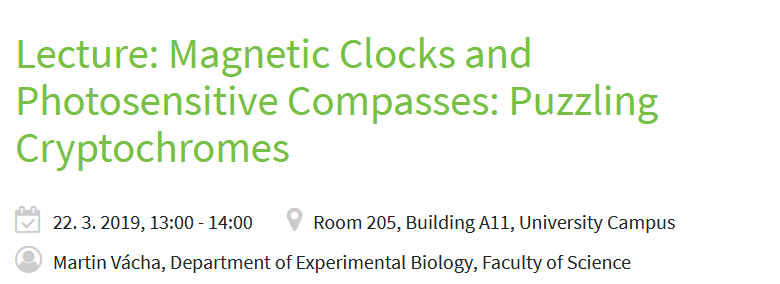 Lecture: Magnetic Clocks and
Photosensitive Compasses: Puzzling
Cryptochromes
22. 3. 2019, 13:00 - 14:00 Room 205, Building A11, University Campus
Martin Vácha, Department of Experimental Biology, Faculty of Science